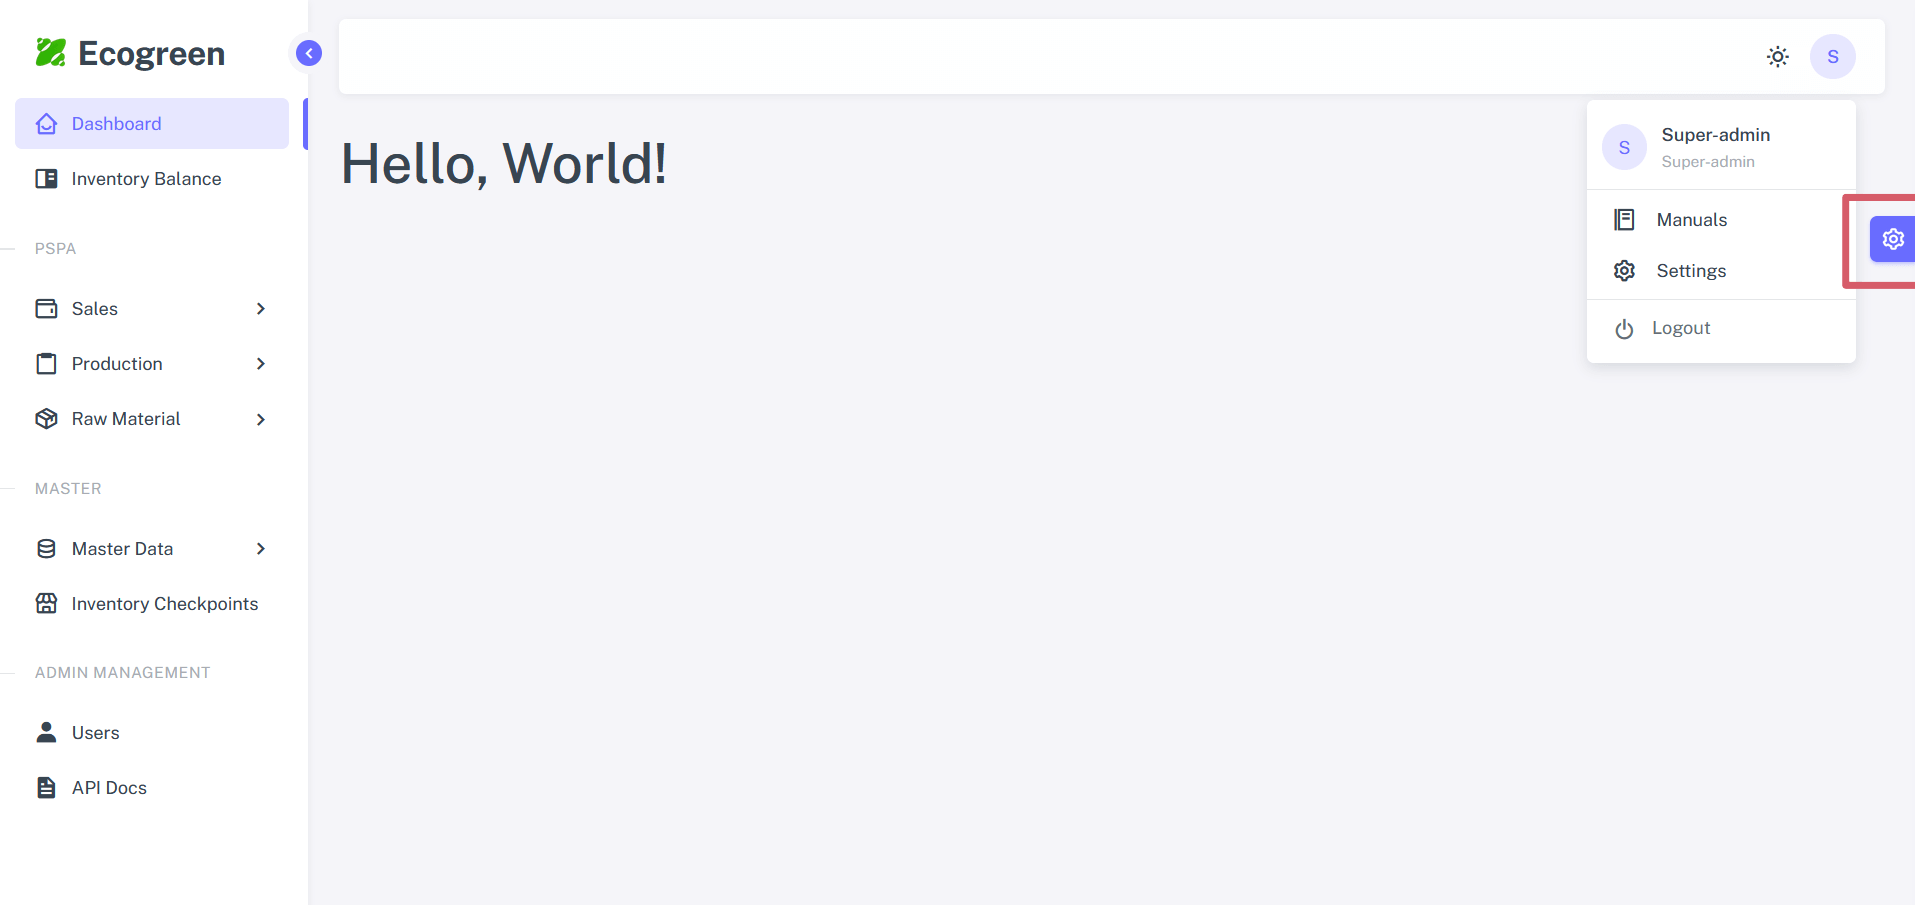 Ecogreen
Dashboard
Inventory Balance
PSPA
Sales
Production
Raw Material
MASTER
Master Data
Inventory Checkpoints
ADMIN MANAGEMENT
Users
API Docs
S
Hello, World!
S
Super-admin
Super-admin
Manuals
Settings
Logout